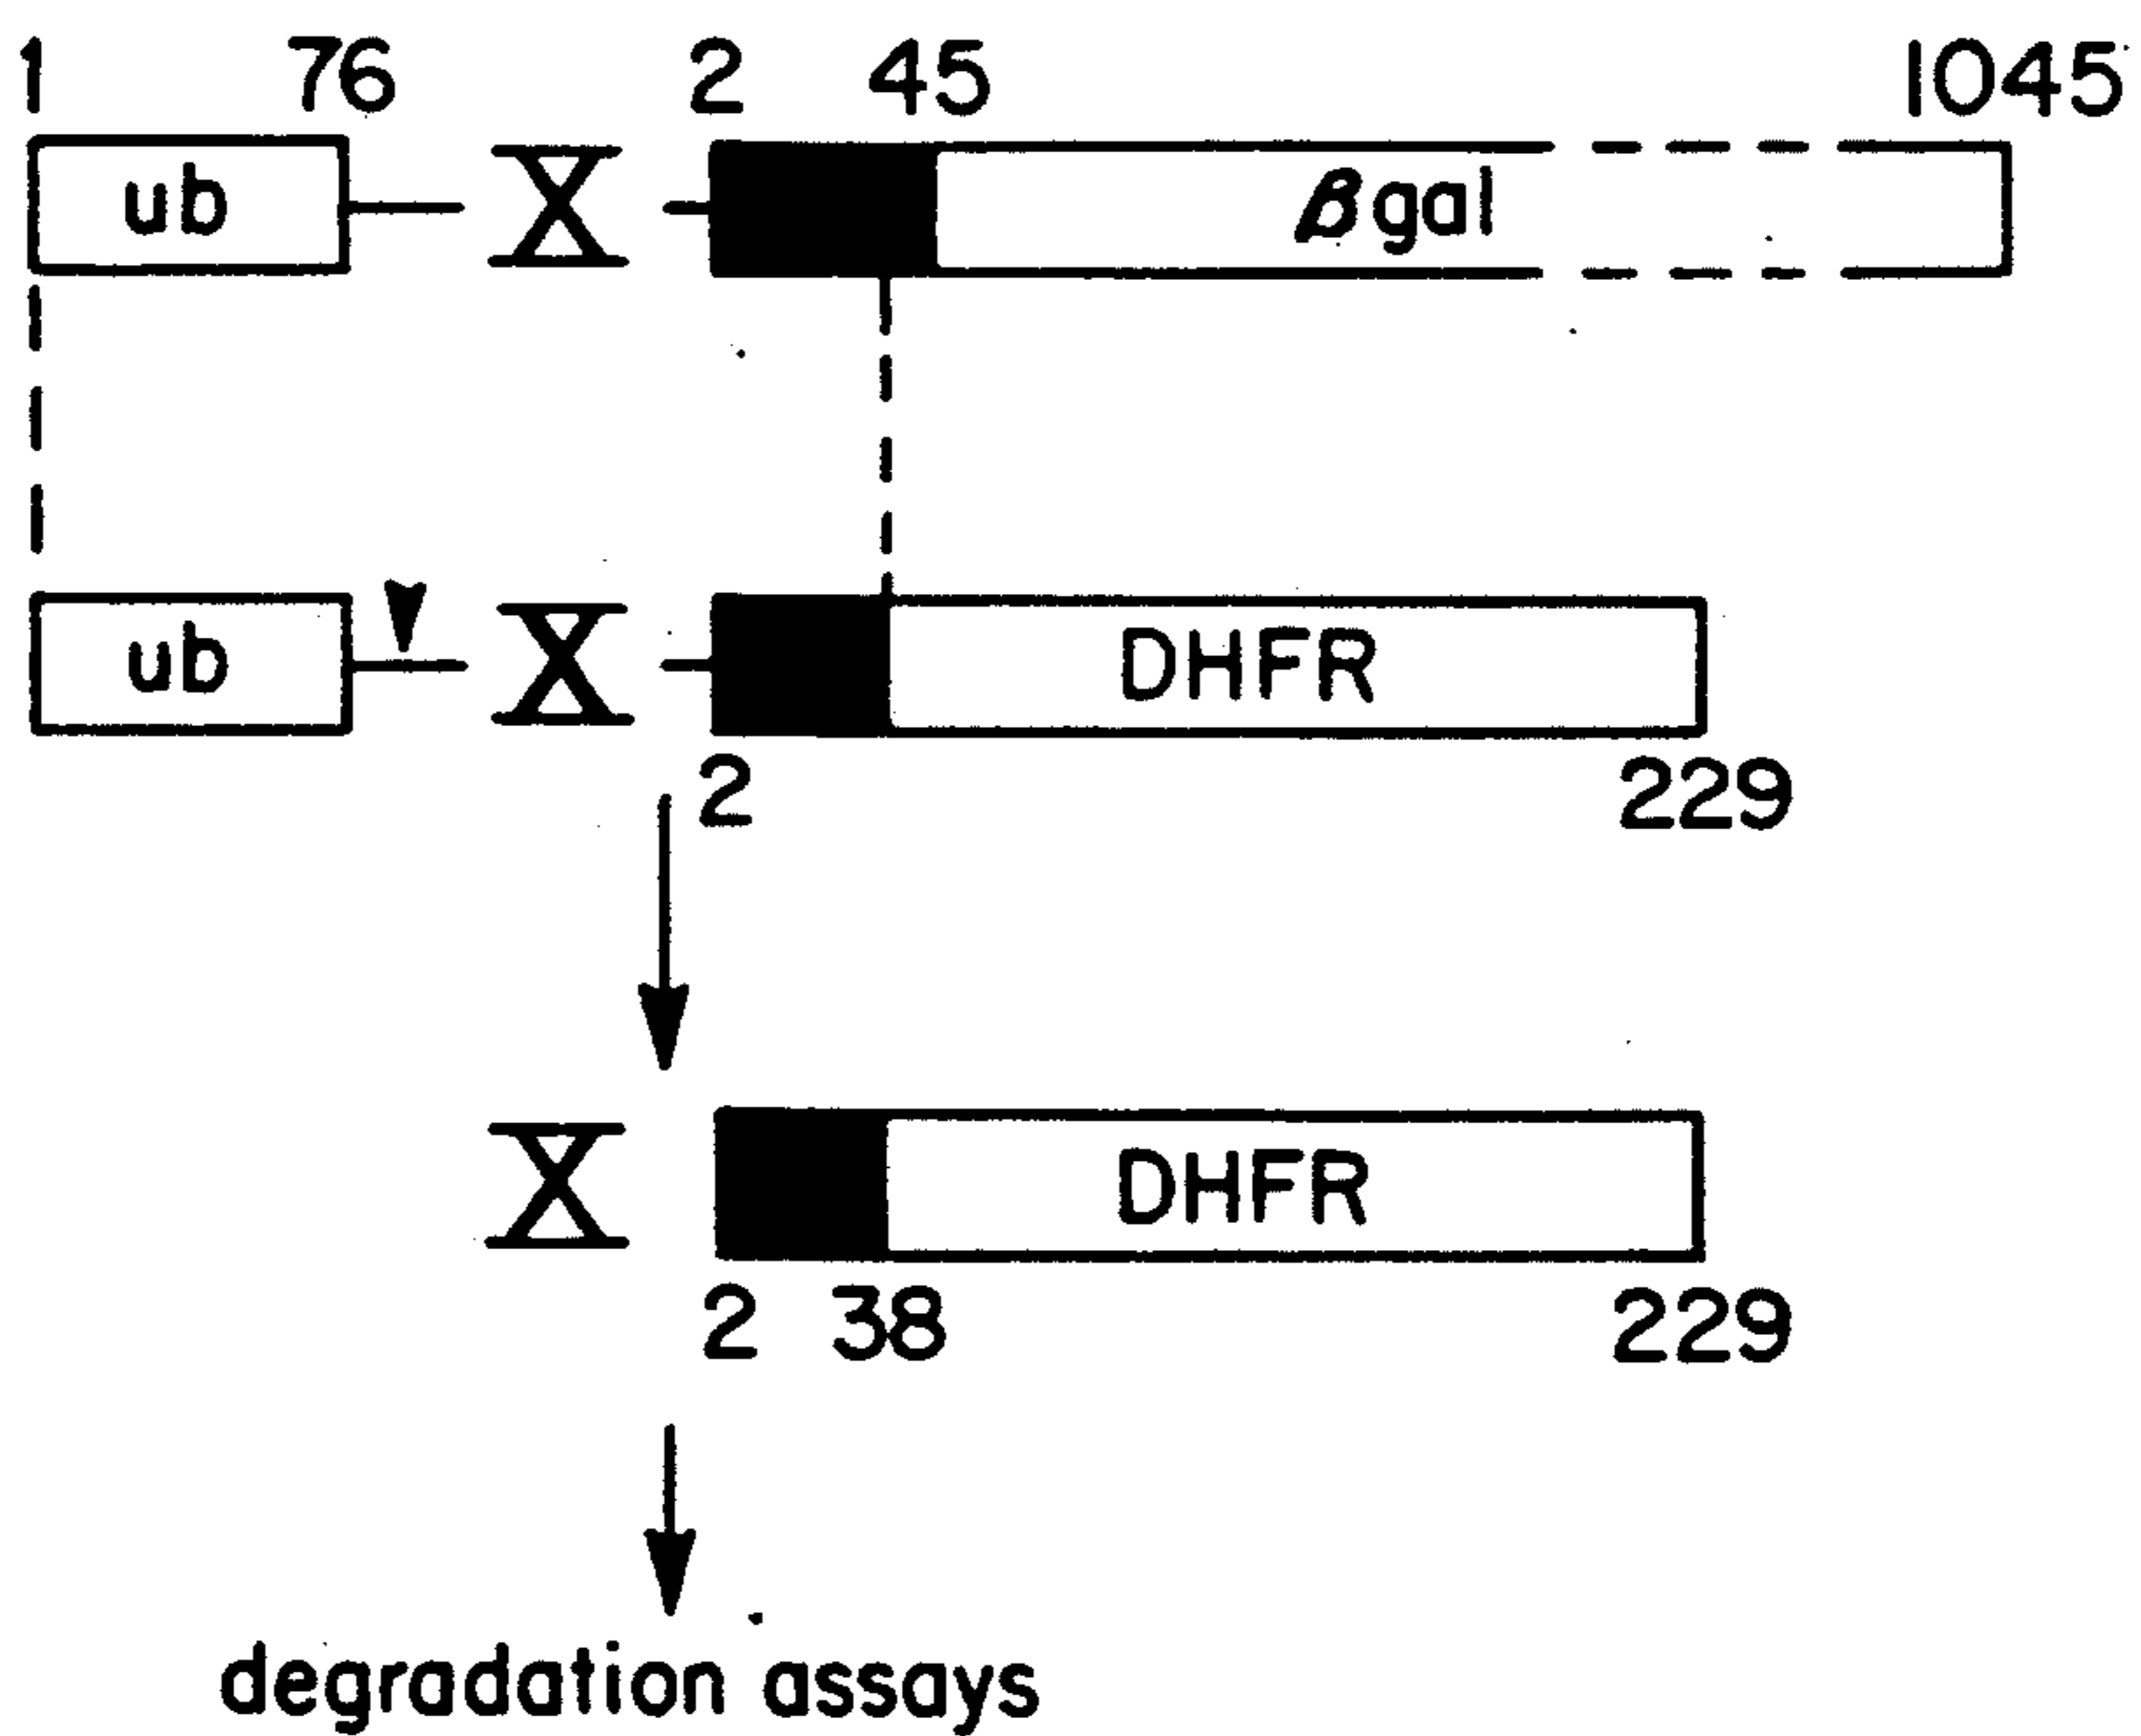 1 76 2 45 1045
ub X βgal
ub X DHFR
2 229
X DHFR
2 38 229
degradation assays